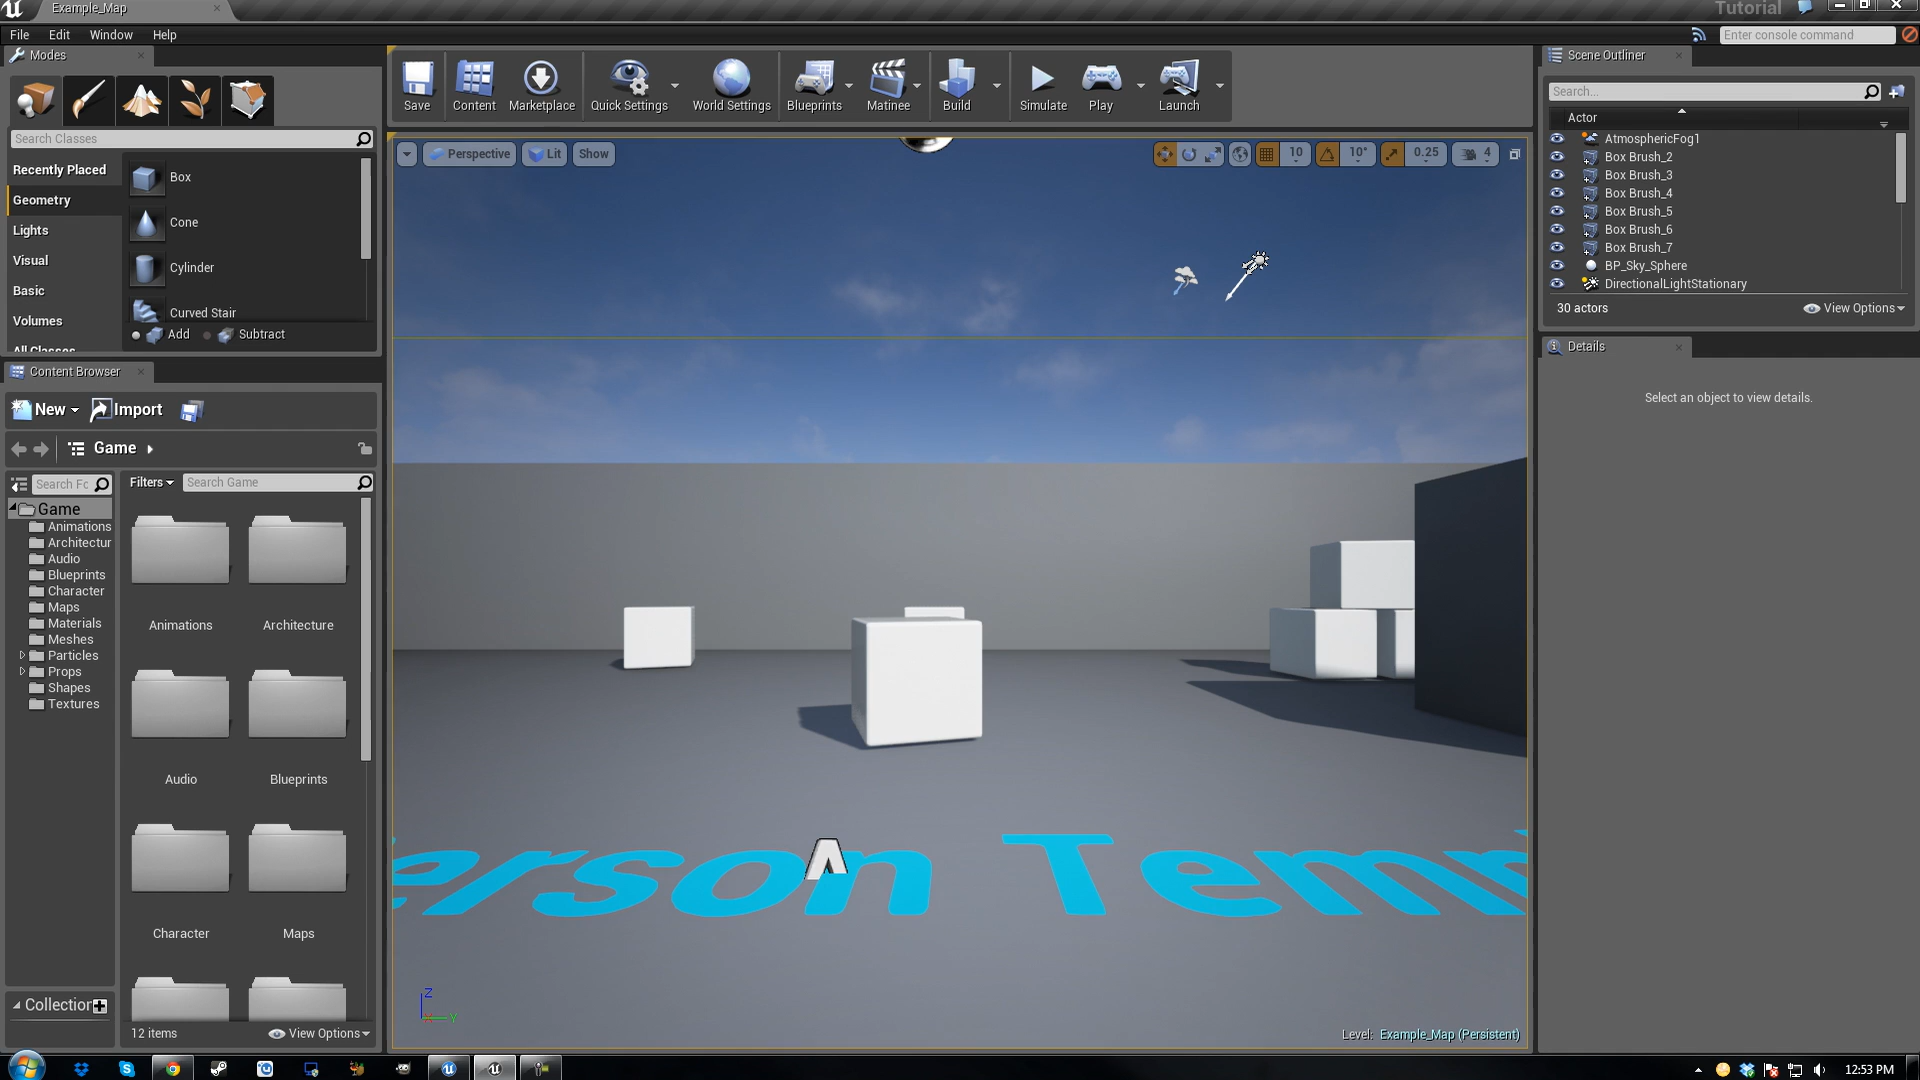 Example_Map
Tutorial
File Edit Window Help
Enter console command
Modes
Scene Outliner
Save Content Marketplace Quick Settings World Settings Blueprints Matinee Build Simulate Play Launch
Search Classes
Search...
Actor
Recently Placed
Geometry
Lights
Visual
Basic
Volumes
All Classes
Box
Cone
Cylinder
Curved Stair
Add Subtract
Perspective Lit Show
10 10° 0.25 4
AtmosphericFog1
Box Brush_2
Box Brush_3
Box Brush_4
Box Brush_5
Box Brush_6
Box Brush_7
BP_Sky_Sphere
DirectionalLightStationary
30 actors View Options
Details
Select an object to view details.
Content Browser
New Import
Game
Search Fc
Filters Search Game
Game
Animations
Architectur
Audio
Blueprints
Character
Maps
Materials
Meshes
Particles
Props
Shapes
Textures
Animations Architecture
Audio Blueprints
Character Maps
Collection
12 items View Options
erson Temp
Z
Y
Level: Example_Map (Persistent)
12:53 PM